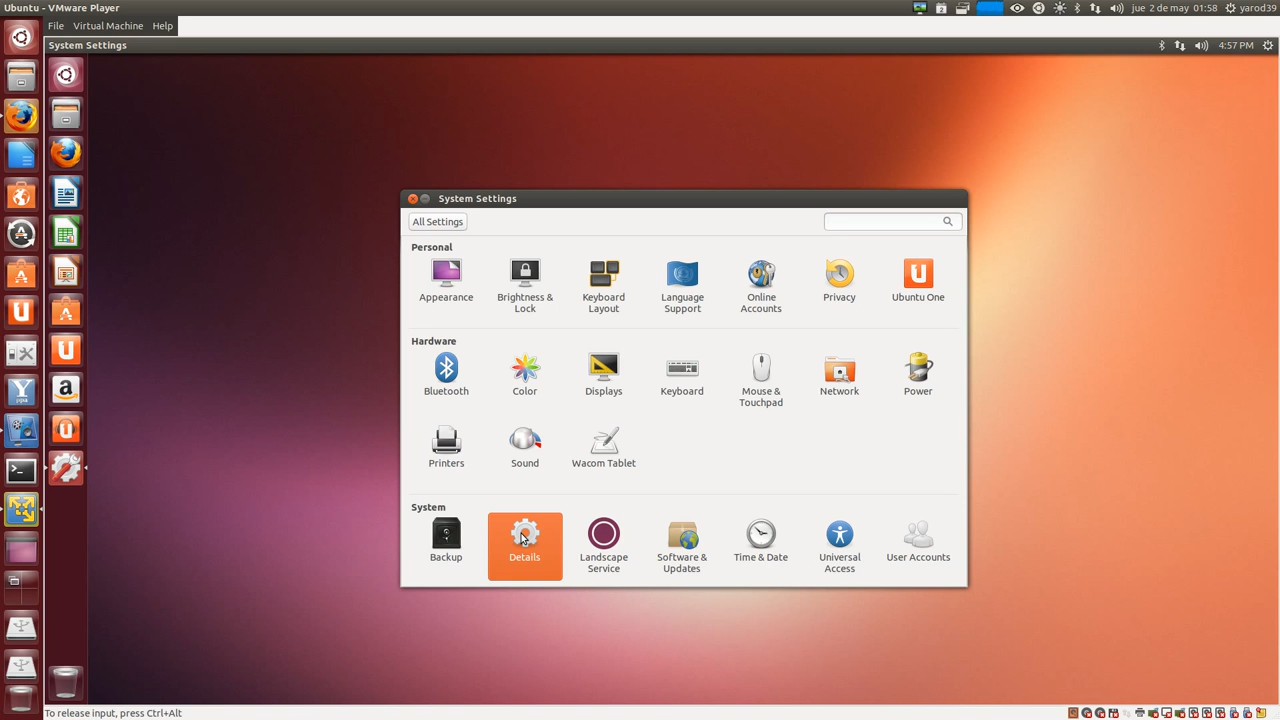 Ubuntu - VMware Player
2
jue 2 de may 01:58
yarod39
File Virtual Machine Help
System Settings
4:57 PM
System Settings
All Settings
Personal
Appearance
Brightness &
Lock
Keyboard
Layout
Language
Support
Online
Accounts
Privacy
Ubuntu One
Hardware
Bluetooth
Color
Displays
Keyboard
Mouse &
Touchpad
Network
Power
Printers
Sound
Wacom Tablet
System
Backup
Details
Landscape
Service
Software &
Updates
Time & Date
Universal
Access
User Accounts
To release input, press Ctrl+Alt